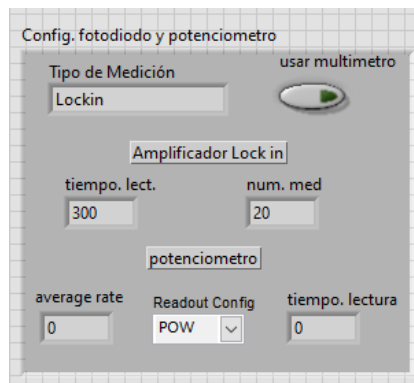 Config. fotodiodo y potenciometro
usar multimetro
Tipo de Medición
Lockin
Amplificador Lock in
tiempo. lect.
num. med
300
20
potenciometro
average rate
Readout Config
tiempo. lectura
0
POW
0